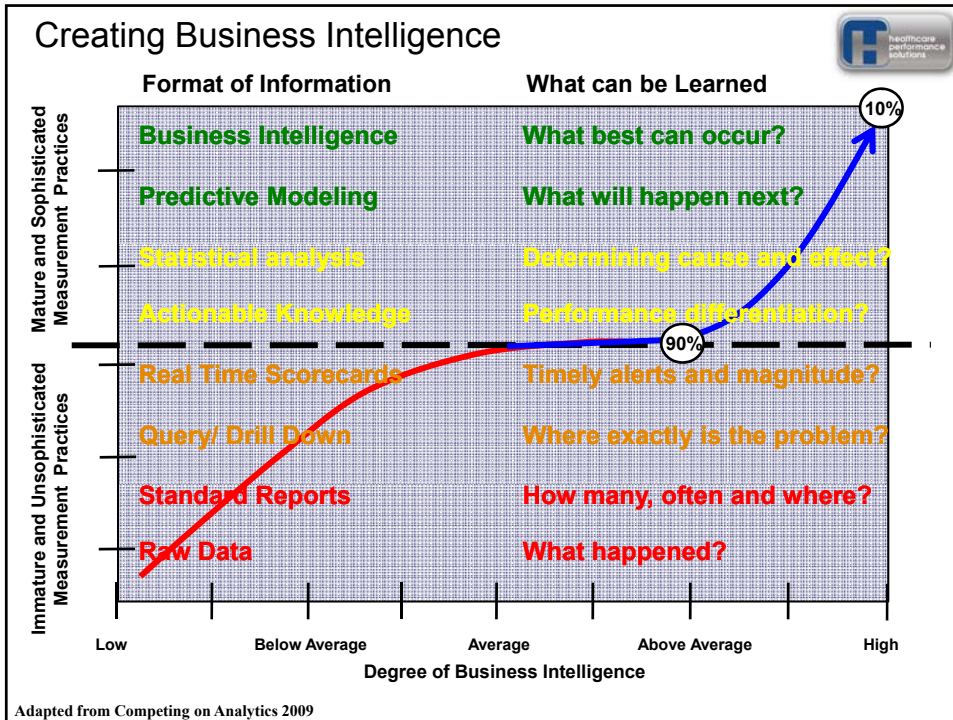 Creating Business Intelligence
healthcare
performance
solutions
Format of Information
What can be Learned
Mature and Sophisticated
Measurement Practices
10%
Business Intelligence
What best can occur?
Predictive Modeling
What will happen next?
Statistical analysis
Determining cause and effect?
Actionable Knowledge
Performance differentiation?
90%
Immature and Unsophisticated
Measurement Practices
Real Time Scorecards
Timely alerts and magnitude?
Query/ Drill Down
Where exactly is the problem?
Standard Reports
How many, often and where?
Raw Data
What happened?
Low
Below Average
Average
Above Average
High
Degree of Business Intelligence
Adapted from Competing on Analytics 2009